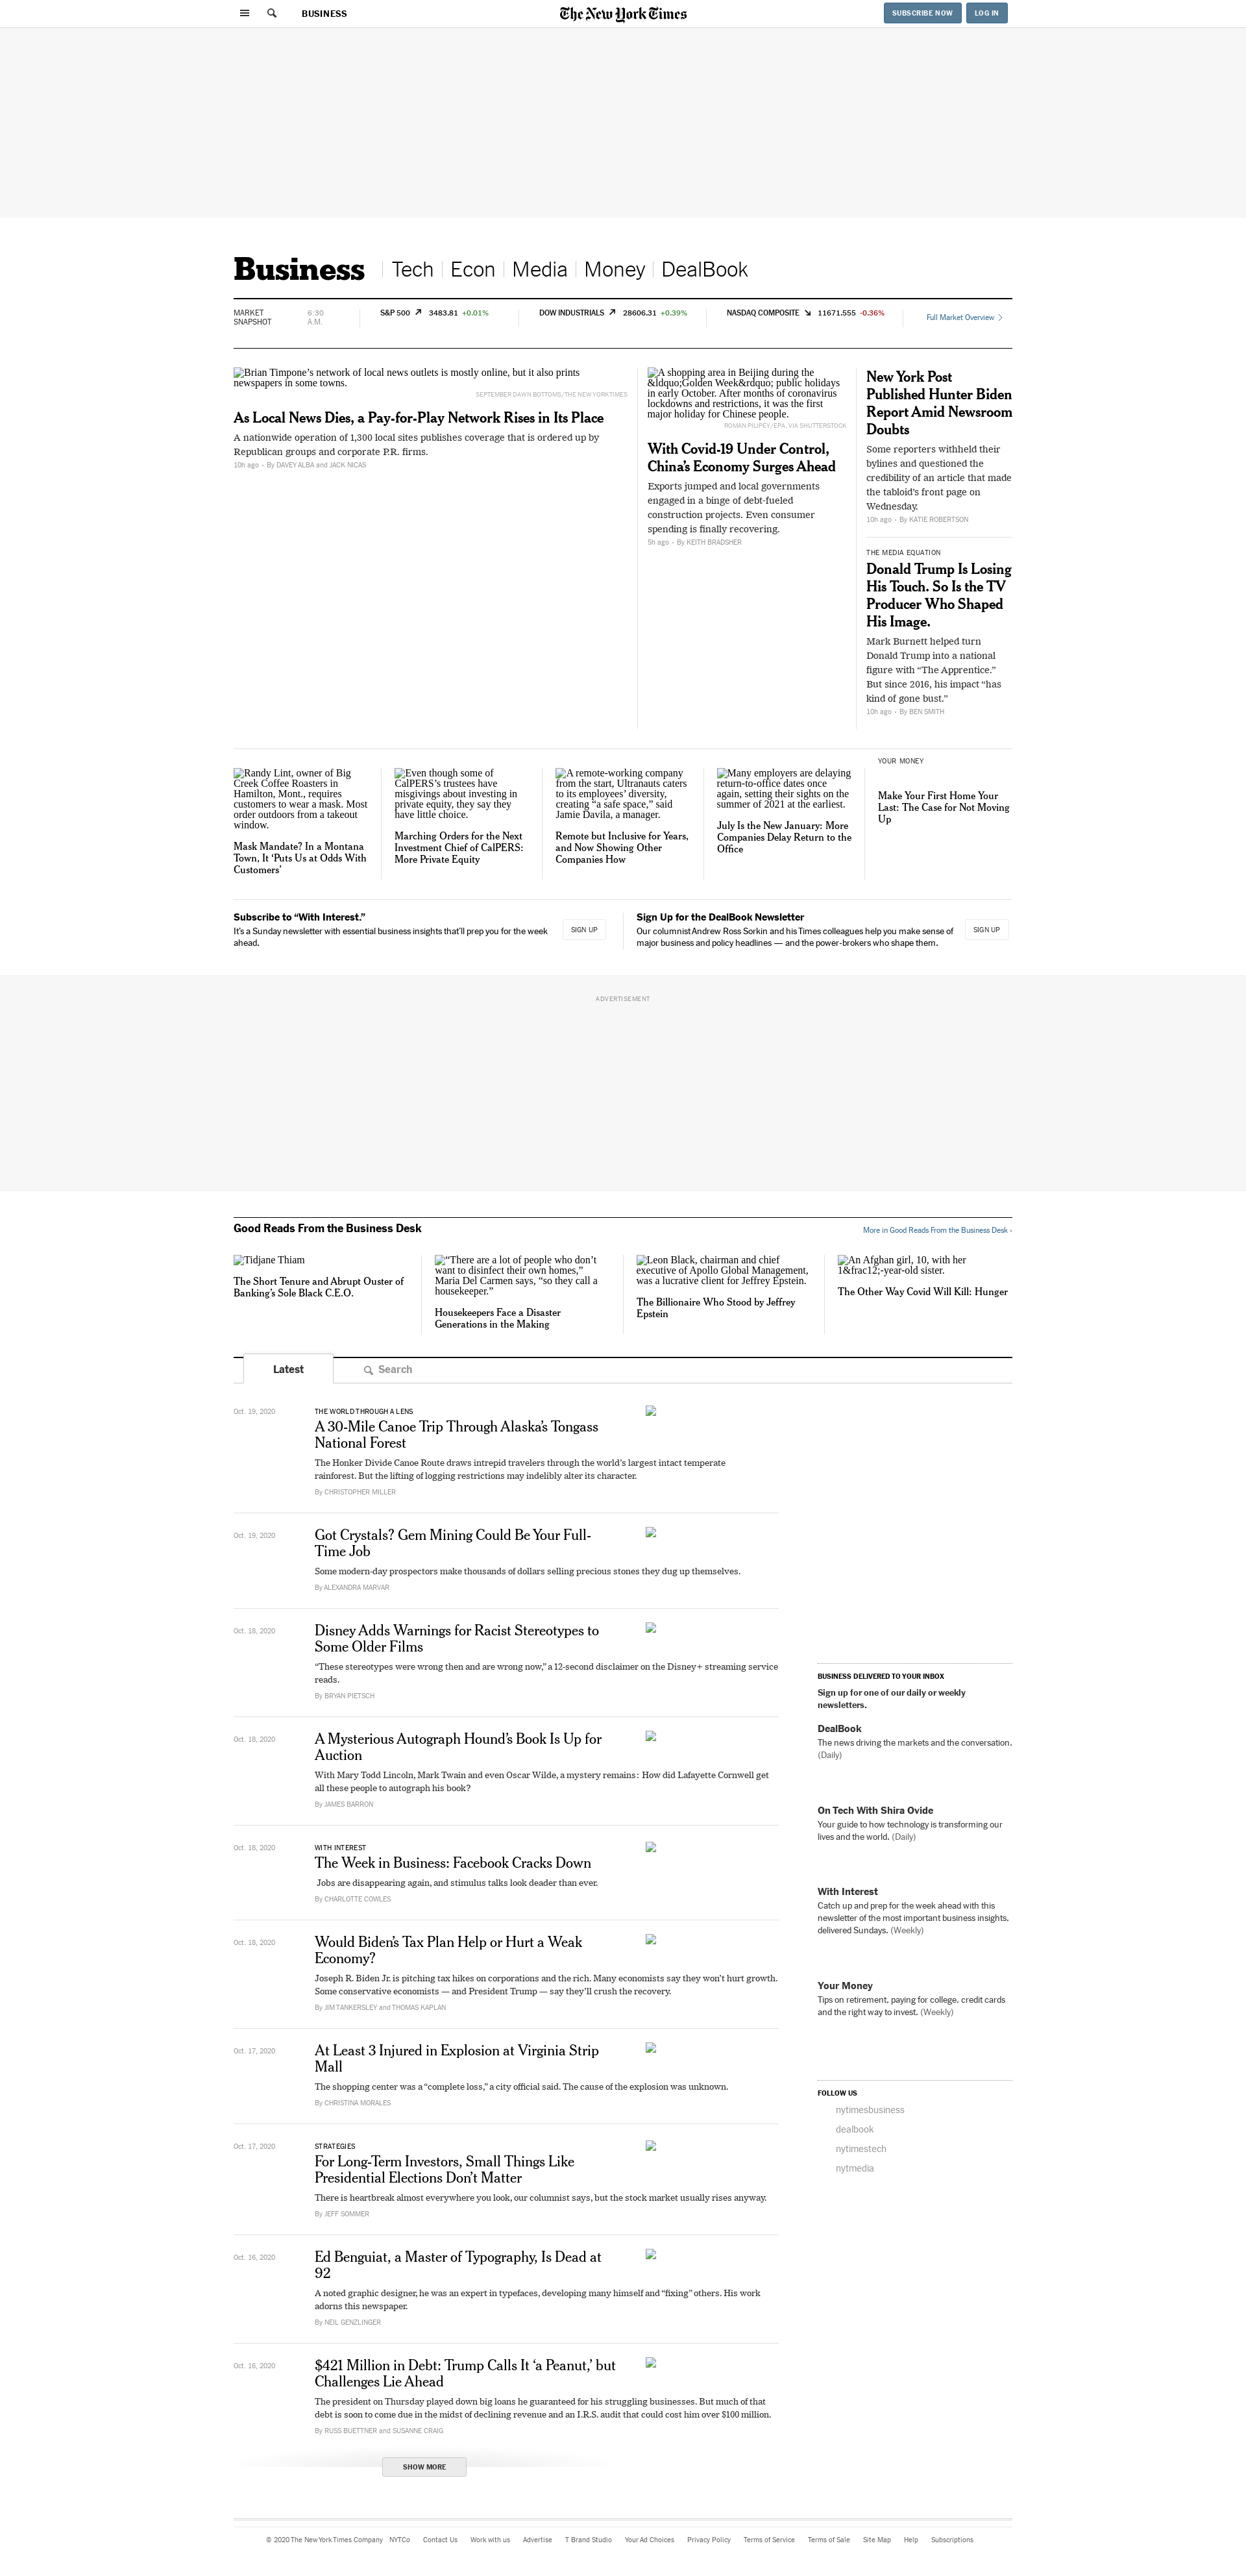 BUSINESS
The New York Times
SUBSCRIBE NOW
LOG IN
Business
Tech
Econ
Media
Money
DealBook
MARKET
SNAPSHOT
6:30
A.M.
S&P 500 3483.81 +0.01%
DOW INDUSTRIALS 28606.31 +0.39%
NASDAQ COMPOSITE 11671.555 -0.36%
Full Market Overview
Brian Timpone’s network of local news outlets is mostly online, but it also prints
newspapers in some towns.
SEPTEMBER DAWN BOTTOMS/THE NEW YORK TIMES
As Local News Dies, a Pay-for-Play Network Rises in Its Place
A nationwide operation of 1,300 local sites publishes coverage that is ordered up by
Republican groups and corporate P.R. firms.
10h ago · By DAVEY ALBA and JACK NICAS
A shopping area in Beijing during the
&ldquo;Golden Week&rdquo; public holidays
in early October. After months of coronavirus
lockdowns and restrictions, it was the first
major holiday for Chinese people.
ROMAN PILIPEY/EPA, VIA SHUTTERSTOCK
With Covid-19 Under Control,
China’s Economy Surges Ahead
Exports jumped and local governments
engaged in a binge of debt-fueled
construction projects. Even consumer
spending is finally recovering.
5h ago · By KEITH BRADSHER
New York Post
Published Hunter Biden
Report Amid Newsroom
Doubts
Some reporters withheld their
bylines and questioned the
credibility of an article that made
the tabloid’s front page on
Wednesday.
10h ago · By KATIE ROBERTSON
THE MEDIA EQUATION
Donald Trump Is Losing
His Touch. So Is the TV
Producer Who Shaped
His Image.
Mark Burnett helped turn
Donald Trump into a national
figure with “The Apprentice.”
But since 2016, his impact “has
kind of gone bust.”
10h ago · By BEN SMITH
Randy Lint, owner of Big
Creek Coffee Roasters in
Hamilton, Mont., requires
customers to wear a mask. Most
order outdoors from a takeout
window.
Mask Mandate? In a Montana
Town, It ‘Puts Us at Odds With
Customers’
Even though some of
CalPERS’s trustees have
misgivings about investing in
private equity, they say they
have little choice.
Marching Orders for the Next
Investment Chief of CalPERS:
More Private Equity
A remote-working company
from the start, Ultranauts caters
to its employees’ diversity,
creating “a safe space,” said
Jamie Davila, a manager.
Remote but Inclusive for Years,
and Now Showing Other
Companies How
Many employers are delaying
return-to-office dates once
again, setting their sights on the
summer of 2021 at the earliest.
July Is the New January: More
Companies Delay Return to the
Office
YOUR MONEY
Make Your First Home Your
Last: The Case for Not Moving
Up
Subscribe to “With Interest.”
It’s a Sunday newsletter with essential business insights that’ll prep you for the week
ahead.
SIGN UP
Sign Up for the DealBook Newsletter
Our columnist Andrew Ross Sorkin and his Times colleagues help you make sense of
major business and policy headlines — and the power-brokers who shape them.
SIGN UP
ADVERTISEMENT
Good Reads From the Business Desk
More in Good Reads From the Business Desk ›
Tidjane Thiam
The Short Tenure and Abrupt Ouster of
Banking’s Sole Black C.E.O.
“There are a lot of people who don’t
want to disinfect their own homes,”
Maria Del Carmen says, “so they call a
housekeeper.”
Housekeepers Face a Disaster
Generations in the Making
Leon Black, chairman and chief
executive of Apollo Global Management,
was a lucrative client for Jeffrey Epstein.
The Billionaire Who Stood by Jeffrey
Epstein
An Afghan girl, 10, with her
1&frac12;-year-old sister.
The Other Way Covid Will Kill: Hunger
Latest
Search
Oct. 19, 2020
THE WORLD THROUGH A LENS
A 30-Mile Canoe Trip Through Alaska’s Tongass
National Forest
The Honker Divide Canoe Route draws intrepid travelers through the world’s largest intact temperate
rainforest. But the lifting of logging restrictions may indelibly alter its character.
By CHRISTOPHER MILLER
Oct. 19, 2020
Got Crystals? Gem Mining Could Be Your Full-
Time Job
Some modern-day prospectors make thousands of dollars selling precious stones they dug up themselves.
By ALEXANDRA MARVAR
Oct. 18, 2020
Disney Adds Warnings for Racist Stereotypes to
Some Older Films
“These stereotypes were wrong then and are wrong now,” a 12-second disclaimer on the Disney+ streaming service
reads.
By BRYAN PIETSCH
Oct. 18, 2020
A Mysterious Autograph Hound’s Book Is Up for
Auction
With Mary Todd Lincoln, Mark Twain and even Oscar Wilde, a mystery remains: How did Lafayette Cornwell get
all these people to autograph his book?
By JAMES BARRON
Oct. 18, 2020
WITH INTEREST
The Week in Business: Facebook Cracks Down
Jobs are disappearing again, and stimulus talks look deader than ever.
By CHARLOTTE COWLES
Oct. 18, 2020
Would Biden’s Tax Plan Help or Hurt a Weak
Economy?
Joseph R. Biden Jr. is pitching tax hikes on corporations and the rich. Many economists say they won’t hurt growth.
Some conservative economists — and President Trump — say they’ll crush the recovery.
By JIM TANKERSLEY and THOMAS KAPLAN
Oct. 17, 2020
At Least 3 Injured in Explosion at Virginia Strip
Mall
The shopping center was a “complete loss,” a city official said. The cause of the explosion was unknown.
By CHRISTINA MORALES
Oct. 17, 2020
STRATEGIES
For Long-Term Investors, Small Things Like
Presidential Elections Don’t Matter
There is heartbreak almost everywhere you look, our columnist says, but the stock market usually rises anyway.
By JEFF SOMMER
Oct. 16, 2020
Ed Benguiat, a Master of Typography, Is Dead at
92
A noted graphic designer, he was an expert in typefaces, developing many himself and “fixing” others. His work
adorns this newspaper.
By NEIL GENZLINGER
Oct. 16, 2020
$421 Million in Debt: Trump Calls It ‘a Peanut,’ but
Challenges Lie Ahead
The president on Thursday played down big loans he guaranteed for his struggling businesses. But much of that
debt is soon to come due in the midst of declining revenue and an I.R.S. audit that could cost him over $100 million.
By RUSS BUETTNER and SUSANNE CRAIG
SHOW MORE
BUSINESS DELIVERED TO YOUR INBOX
Sign up for one of our daily or weekly
newsletters.
DealBook
The news driving the markets and the conversation.
(Daily)
On Tech With Shira Ovide
Your guide to how technology is transforming our
lives and the world. (Daily)
With Interest
Catch up and prep for the week ahead with this
newsletter of the most important business insights,
delivered Sundays. (Weekly)
Your Money
Tips on retirement, paying for college, credit cards
and the right way to invest. (Weekly)
FOLLOW US
nytimesbusiness
dealbook
nytimestech
nytmedia
© 2020 The New York Times Company NYTCo Contact Us Work with us Advertise T Brand Studio Your Ad Choices Privacy Policy Terms of Service Terms of Sale Site Map Help Subscriptions